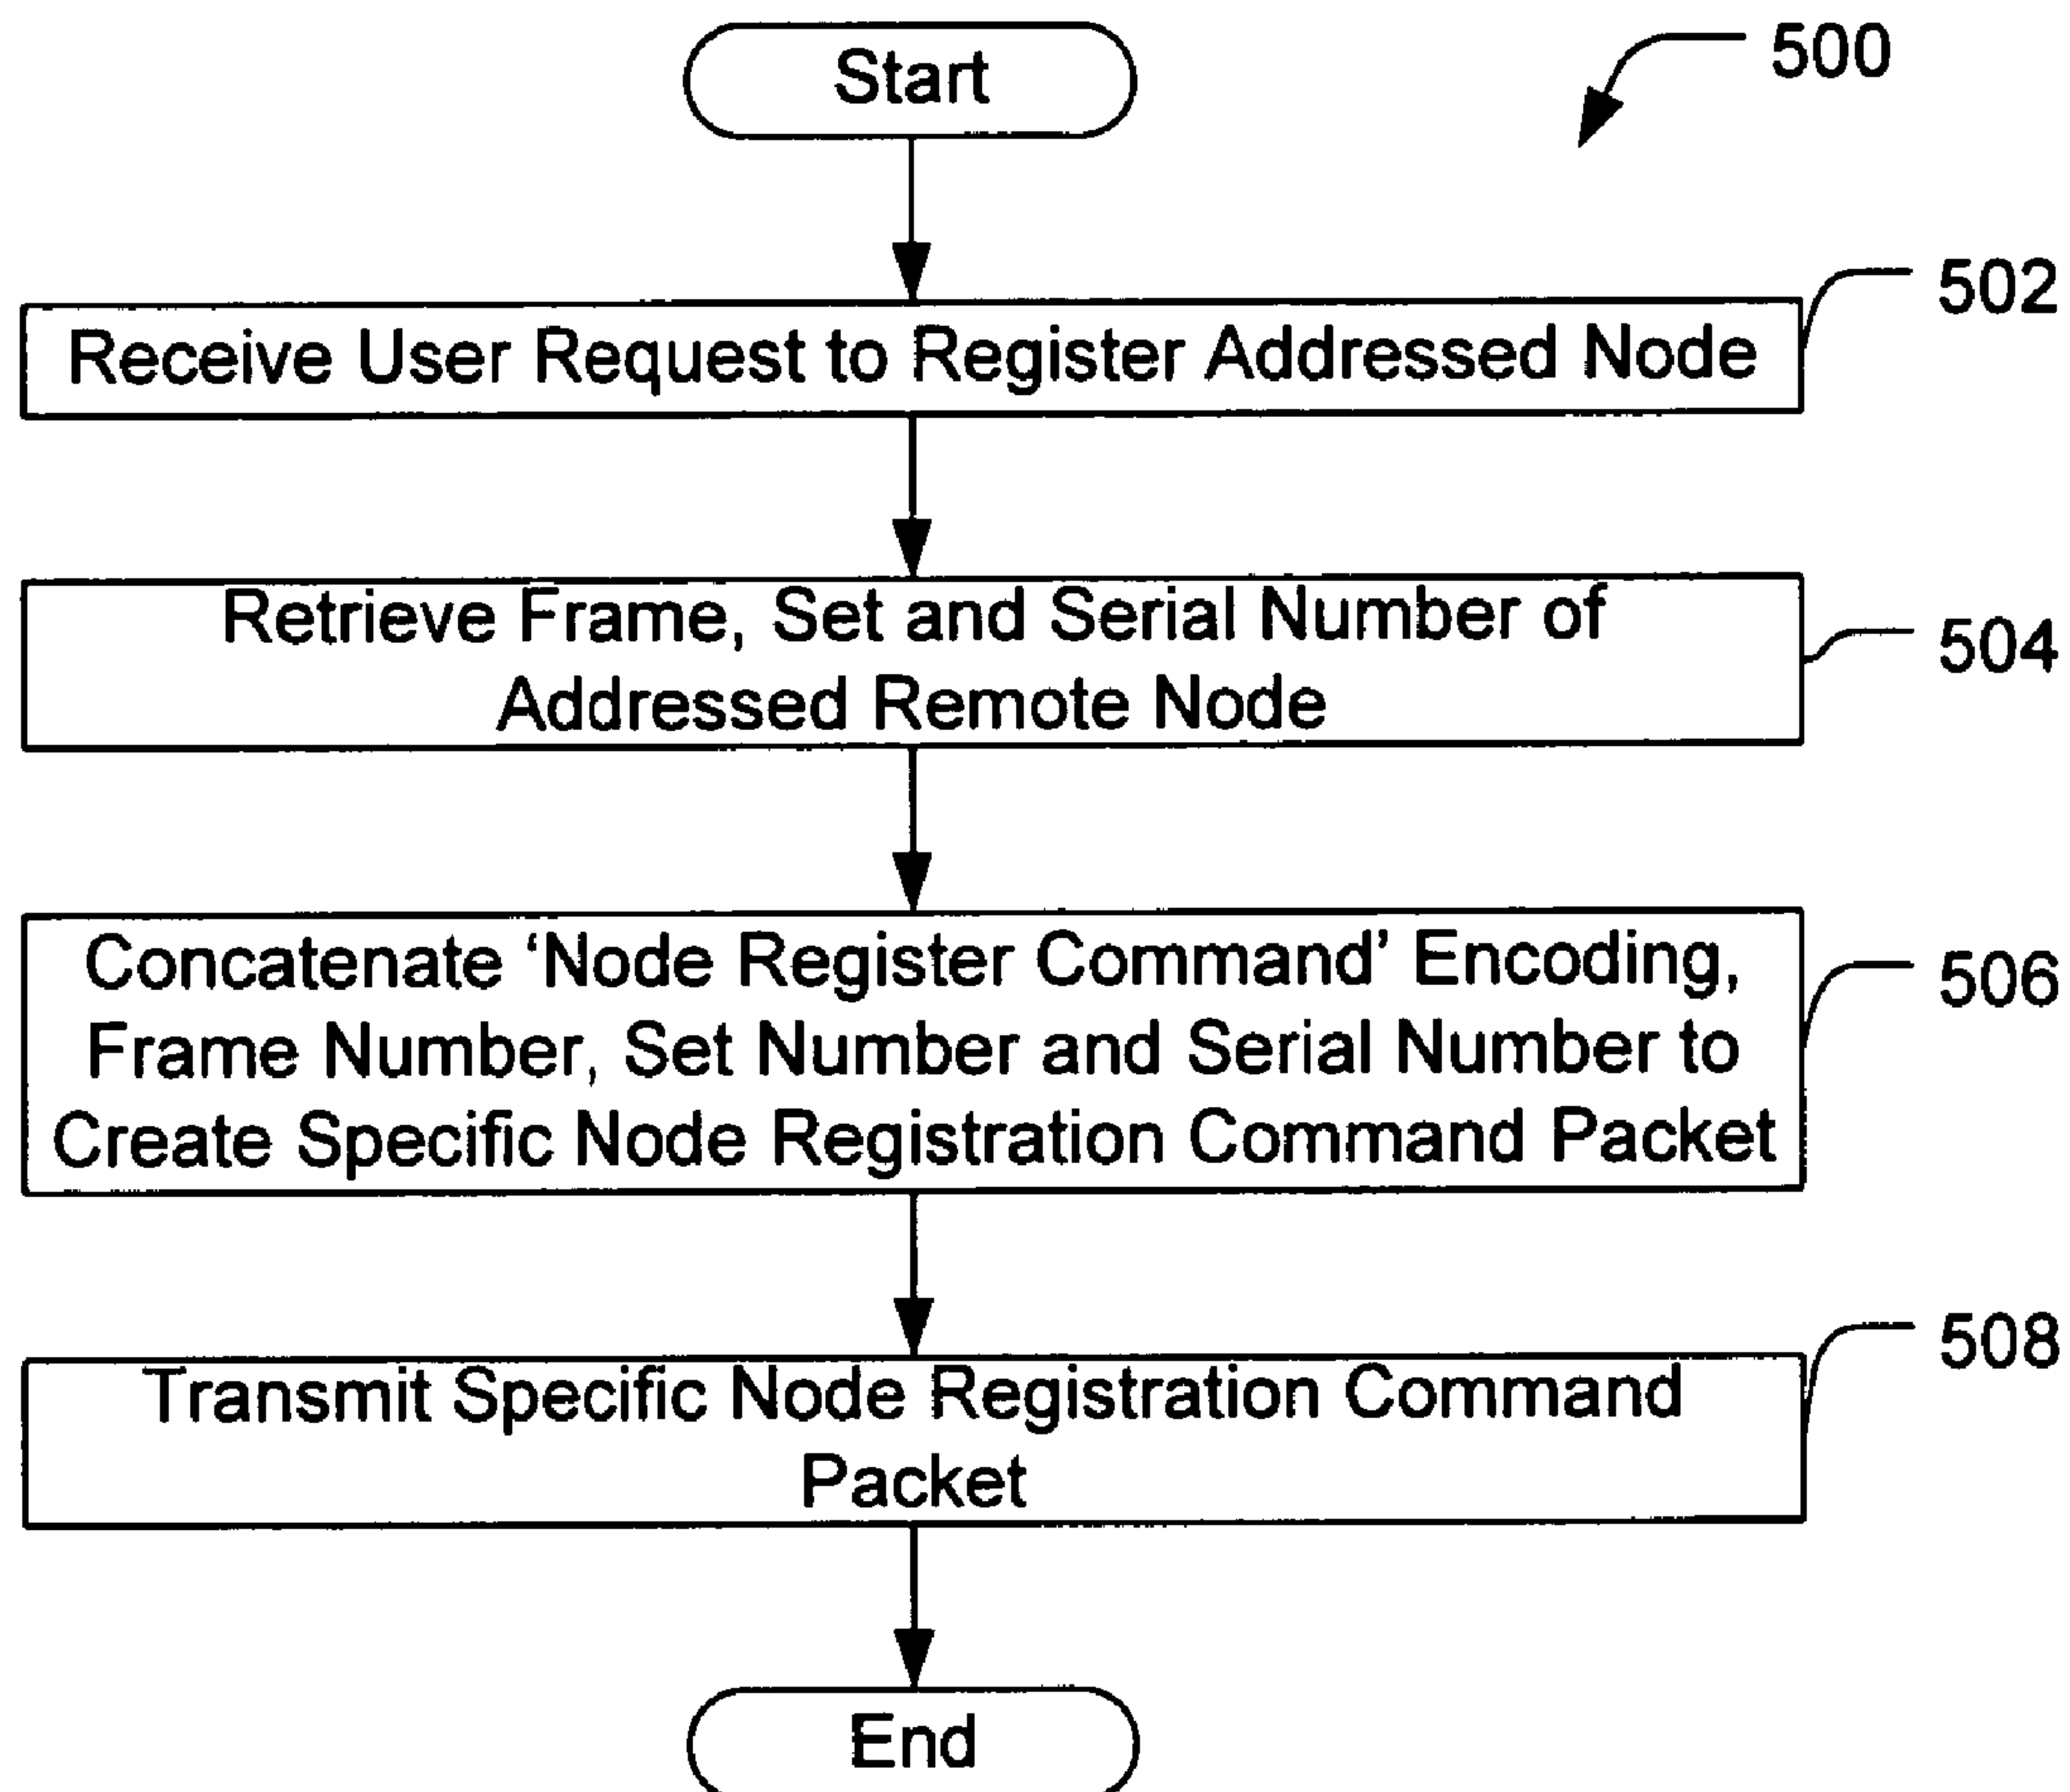 Start
500
Receive User Request to Register Addressed Node
502
Retrieve Frame, Set and Serial Number of
Addressed Remote Node
504
Concatenate ‘Node Register Command’ Encoding,
Frame Number, Set Number and Serial Number to
Create Specific Node Registration Command Packet
506
Transmit Specific Node Registration Command
Packet
508
End